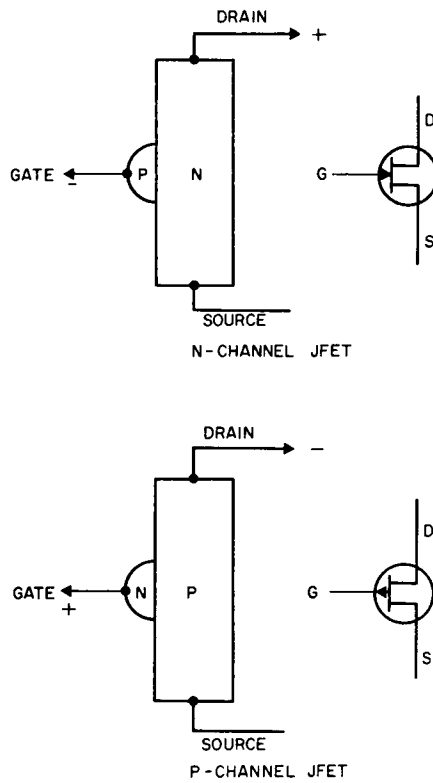 DRAIN
+
D
GATE
-
P
N
G
S
SOURCE
N-CHANNEL JFET
DRAIN
-
D
GATE
+
N
P
G
S
SOURCE
P-CHANNEL JFET